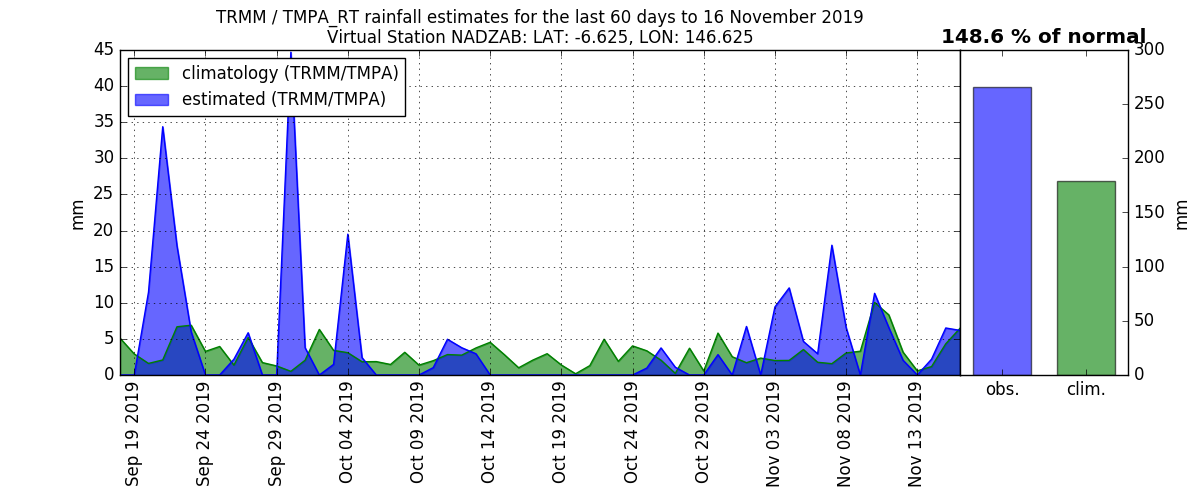 TRMM / TMPA_RT rainfall estimates for the last 60 days to 16 November 2019
Virtual Station NADZAB: LAT: -6.625, LON: 146.625
148.6 % of normal
climatology (TRMM/TMPA)
estimated (TRMM/TMPA)
45
40
35
30
25
20
15
10
5
0
mm
Sep 19 2019
Sep 24 2019
Sep 29 2019
Oct 04 2019
Oct 09 2019
Oct 14 2019
Oct 19 2019
Oct 24 2019
Oct 29 2019
Nov 03 2019
Nov 08 2019
Nov 13 2019
300
250
200
150
100
50
0
mm
obs.
clim.